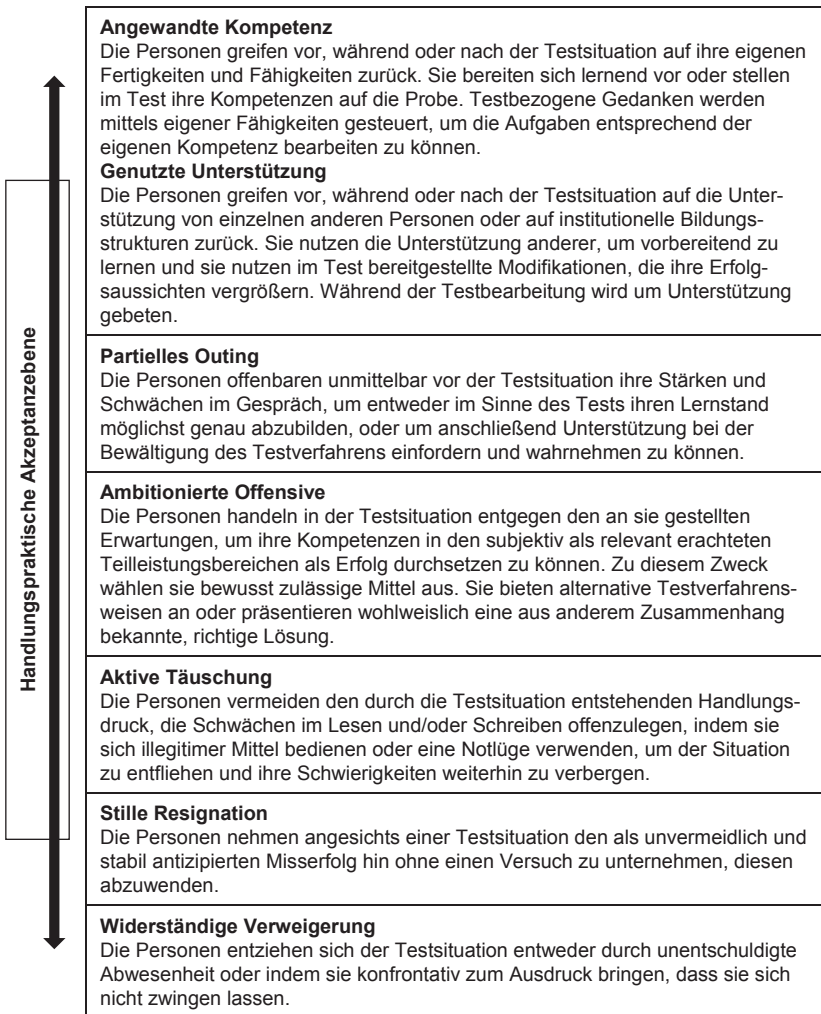 Angewandte Kompetenz
Die Personen greifen vor, während oder nach der Testsituation auf ihre eigenen
Fertigkeiten und Fähigkeiten zurück. Sie bereiten sich lernend vor oder stellen
im Test ihre Kompetenzen auf die Probe. Testbezogene Gedanken werden
mittels eigener Fähigkeiten gesteuert, um die Aufgaben entsprechend der
eigenen Kompetenz bearbeiten zu können.
Genutzte Unterstützung
Die Personen greifen vor, während oder nach der Testsituation auf die Unter-
stützung von einzelnen anderen Personen oder auf institutionelle Bildungs-
strukturen zurück. Sie nutzen die Unterstützung anderer, um vorbereitend zu
lernen und sie nutzen im Test bereitgestellte Modifikationen, die ihre Erfolg-
saussichten vergrößern. Während der Testbearbeitung wird um Unterstützung
gebeten.
Partielles Outing
Die Personen offenbaren unmittelbar vor der Testsituation ihre Stärken und
Schwächen im Gespräch, um entweder im Sinne des Tests ihren Lernstand
möglichst genau abzubilden, oder um anschließend Unterstützung bei der
Bewältigung des Testverfahrens einfordern und wahrnehmen zu können.
Ambitionierte Offensive
Die Personen handeln in der Testsituation entgegen den an sie gestellten
Erwartungen, um ihre Kompetenzen in den subjektiv als relevant erachteten
Teilleistungsbereichen als Erfolg durchsetzen zu können. Zu diesem Zweck
wählen sie bewusst zulässige Mittel aus. Sie bieten alternative Testverfahrens-
weisen an oder präsentieren wohlweislich eine aus anderem Zusammenhang
bekannte, richtige Lösung.
Aktive Täuschung
Die Personen vermeiden den durch die Testsituation entstehenden Handlungs-
druck, die Schwächen im Lesen und/oder Schreiben offenzulegen, indem sie
sich illegitimer Mittel bedienen oder eine Notlüge verwenden, um der Situation
zu entfliehen und ihre Schwierigkeiten weiterhin zu verbergen.
Stille Resignation
Die Personen nehmen angesichts einer Testsituation den als unvermeidlich und
stabil antizipierten Misserfolg hin ohne einen Versuch zu unternehmen, diesen
abzuwenden.
Widerständige Verweigerung
Die Personen entziehen sich der Testsituation entweder durch unentschuldigte
Abwesenheit oder indem sie konfrontativ zum Ausdruck bringen, dass sie sich
nicht zwingen lassen.
Handlungspraktische Akzeptanzebene